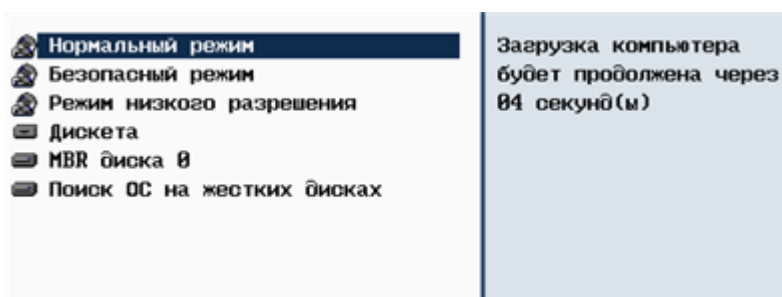 Нормальный режим
Безопасный режим
Режим низкого разрешения
Дискета
MBR диска 0
Поиск ОС на жестких дисках
Загрузка компьютера
будет продолжена через
04 секунд(ы)